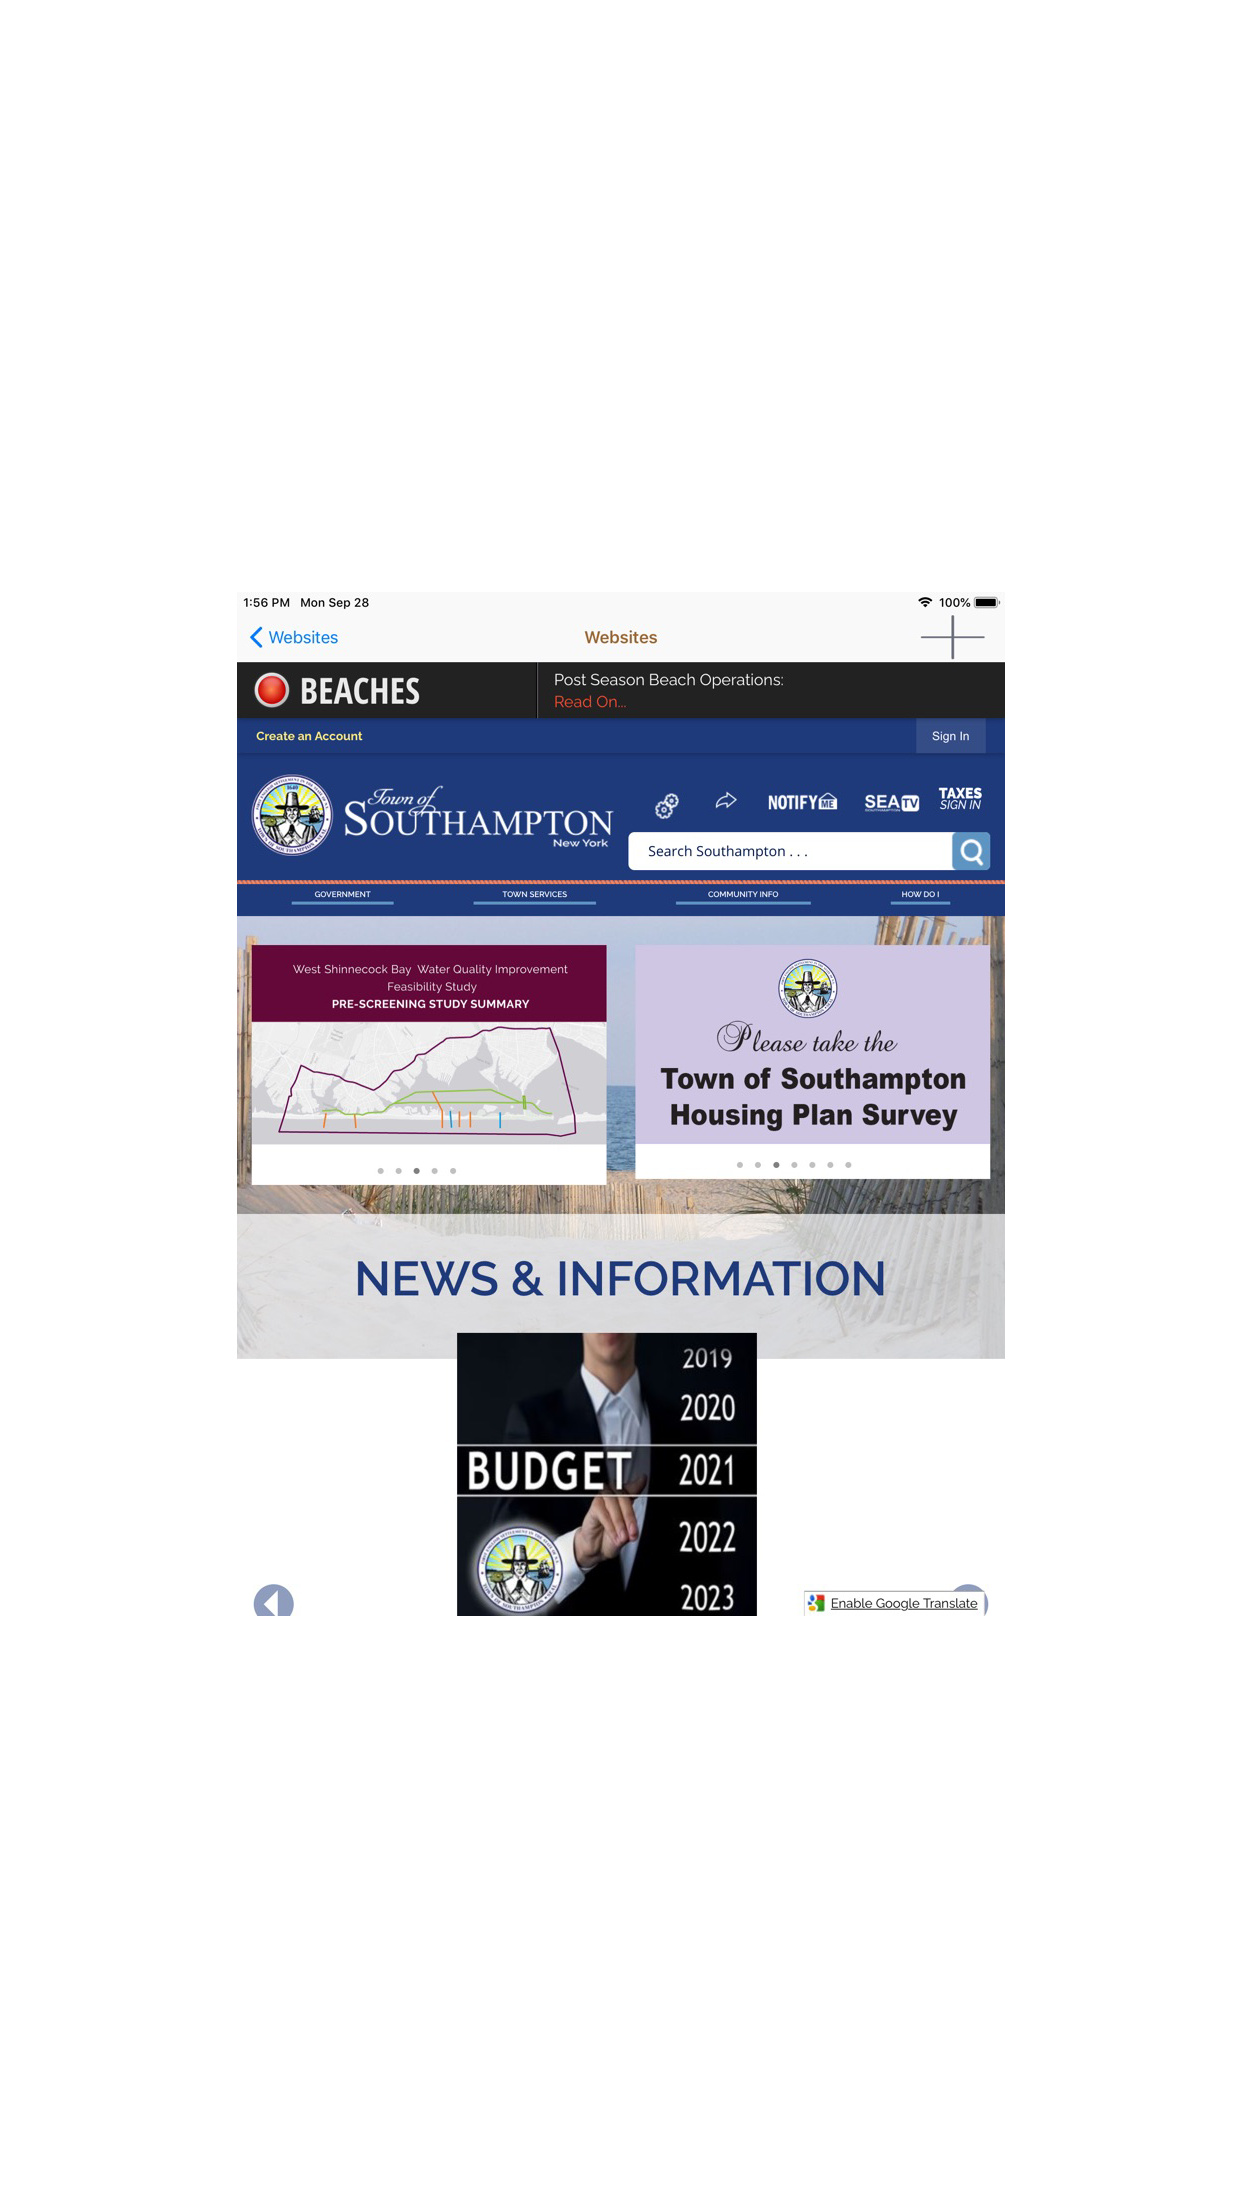 1:56 PM Mon Sep 28
100%
Websites
Websites
BEACHES
Post Season Beach Operations:
Read On...
Create an Account
Sign In
Town of
SOUTHAMPTON
New York
NOTIFY ME
SEA TV
TAXES
SIGN IN
Search Southampton . . .
GOVERNMENT
TOWN SERVICES
COMMUNITY INFO
HOW DO I
West Shinnecock Bay Water Quality Improvement
Feasibility Study
PRE-SCREENING STUDY SUMMARY
Please take the
Town of Southampton
Housing Plan Survey
NEWS & INFORMATION
2019
2020
BUDGET 2021
2022
2023
Enable Google Translate